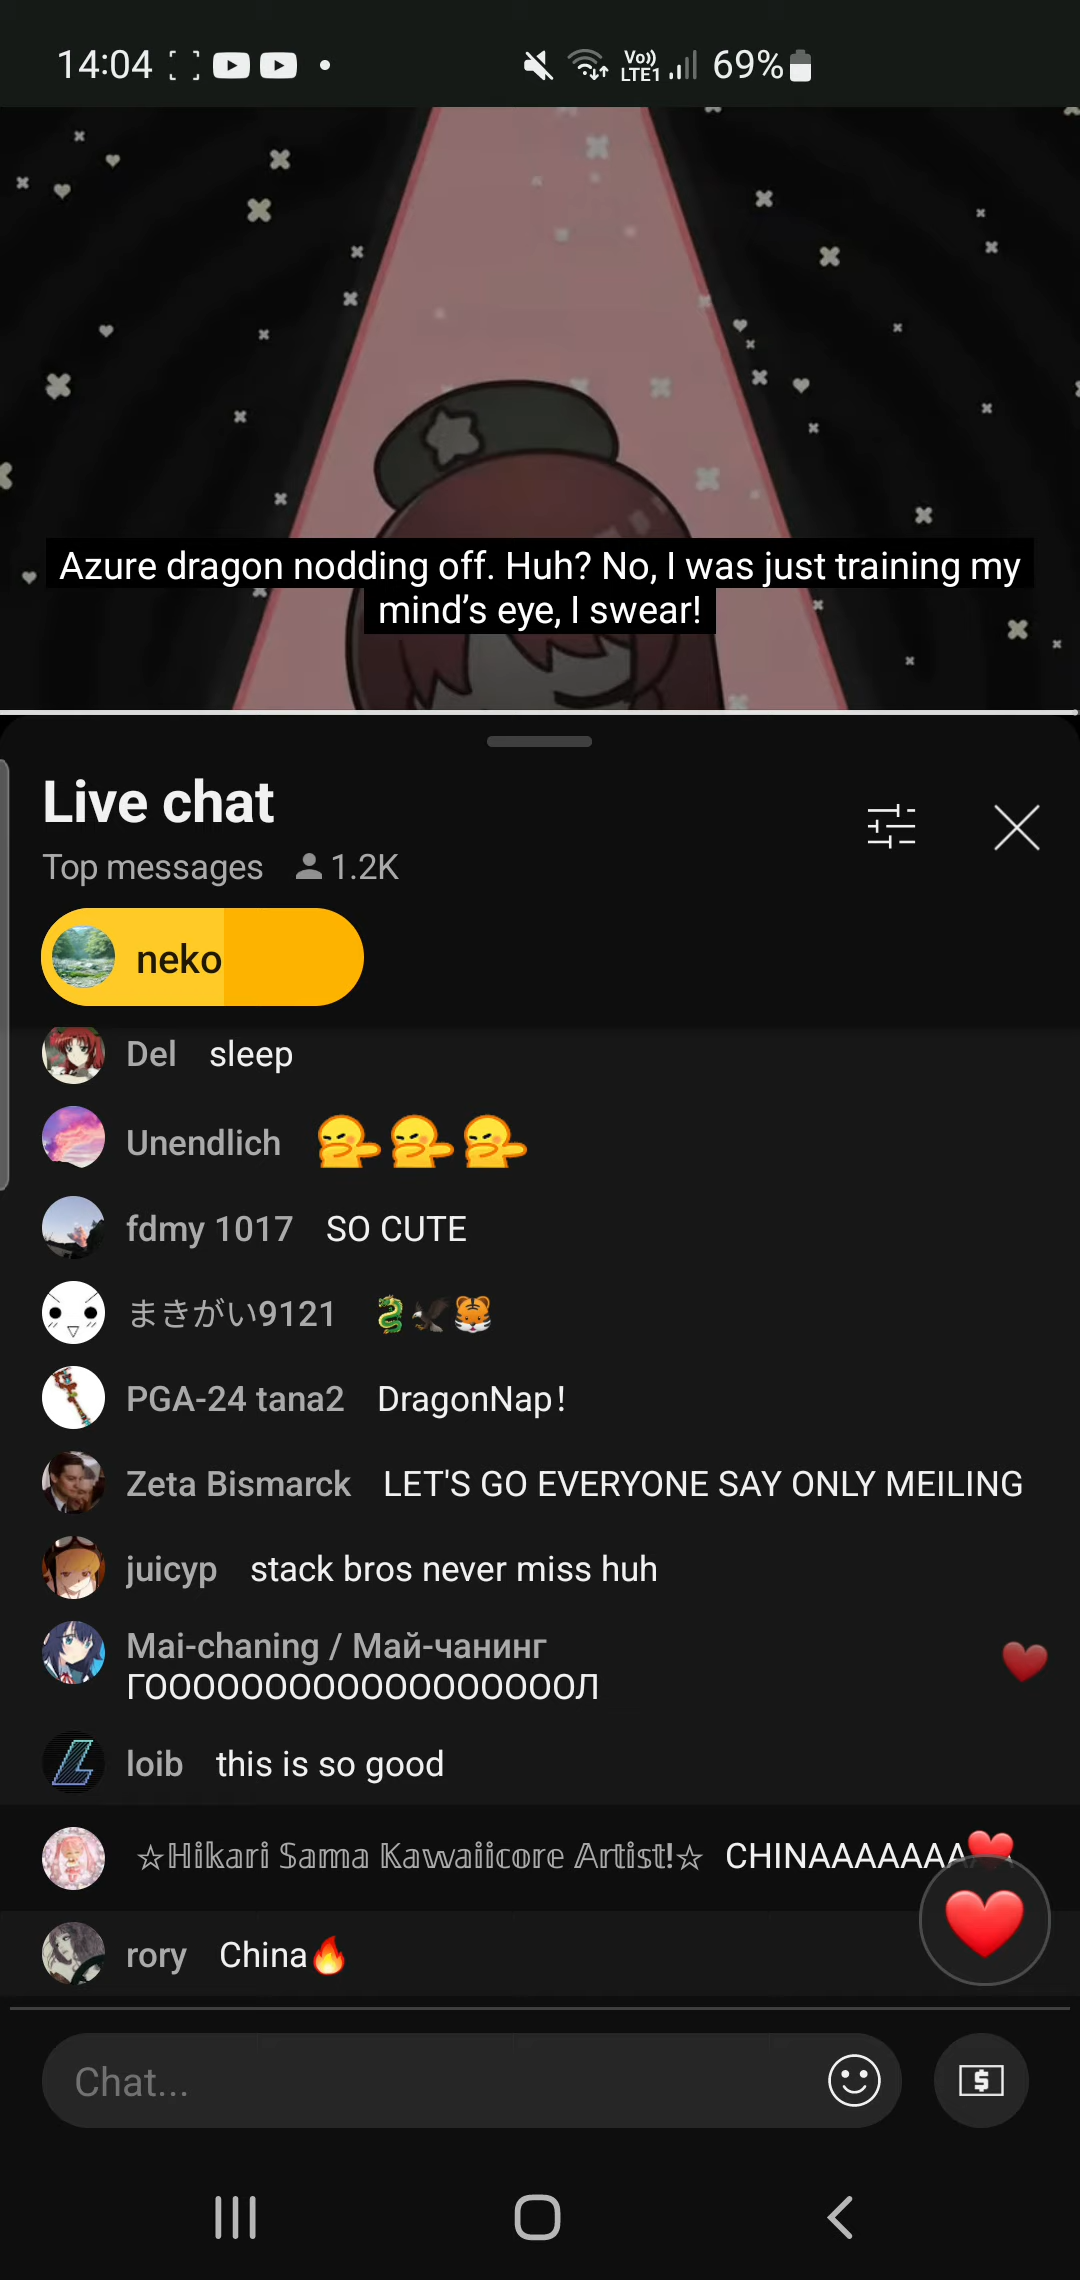 14:04 Vo)) LTE1 69%
Azure dragon nodding off. Huh? No, I was just training my
mind’s eye, I swear!
Live chat
Top messages 1.2K
neko
Del sleep
Unendlich
fdmy 1017 SO CUTE
まきがい9121 🐉🦅🐯
PGA-24 tana2 DragonNap!
Zeta Bismarck LET'S GO EVERYONE SAY ONLY MEILING
juicyp stack bros never miss huh
Mai-chaning / Май-чанинг
ГООООООООООООООООООЛ
loib this is so good
☆ℍ𝕚𝕜𝕒𝕣𝕚 𝕊𝕒𝕞𝕒 𝕂𝕒𝕨𝕒𝕚𝕚𝕔𝕠𝕣𝕖 𝔸𝕣𝕥𝕚𝕤𝕥!☆ CHINAAAAAAAA
rory China🔥
Chat...